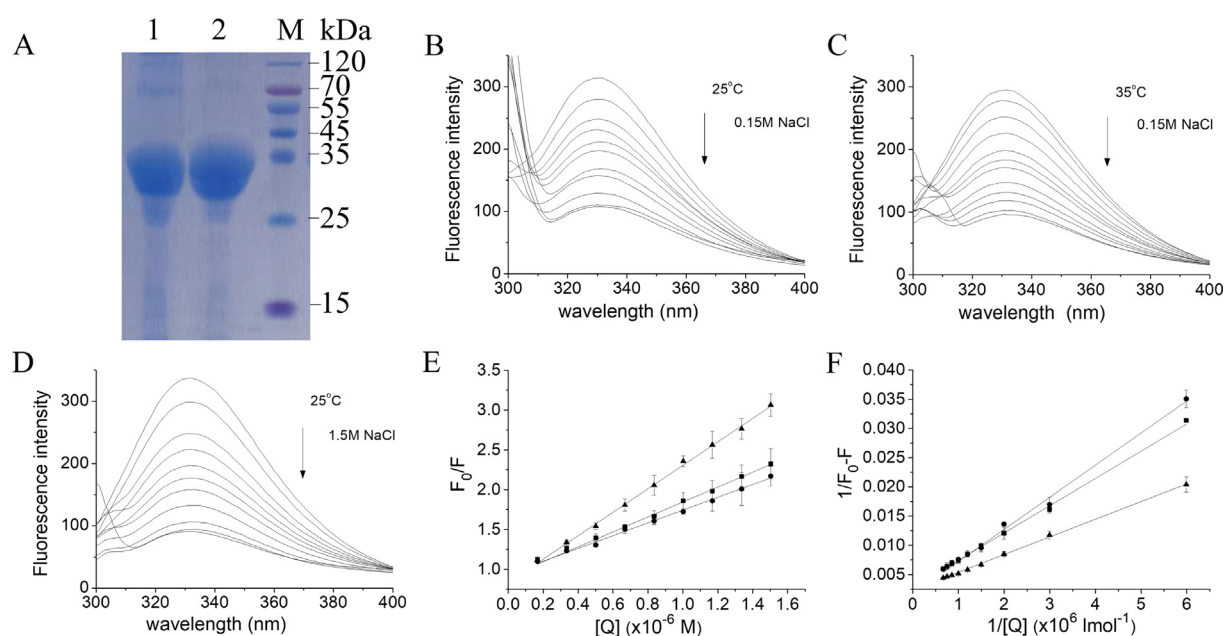 A
1 2 M kDa
120
70
55
45
35
25
15
B
Fluorescence intensity
300
200
100
0
25°C
0.15M NaCl
300 320 340 360 380 400
wavelength (nm)
C
Fluorescence intensity
300
200
100
0
35°C
0.15M NaCl
300 320 340 360 380 400
wavelength (nm)
D
Fluorescence intensity
300
200
100
0
25°C
1.5M NaCl
300 320 340 360 380 400
wavelength (nm)
E
F0/F
3.5
3.0
2.5
2.0
1.5
1.0
0.0 0.2 0.4 0.6 0.8 1.0 1.2 1.4 1.6
[Q] (x10⁻⁶ M)
F
1/F0-F
0.040
0.035
0.030
0.025
0.020
0.015
0.010
0.005
0 1 2 3 4 5 6
1/[Q] (x10⁶ lmol⁻¹)